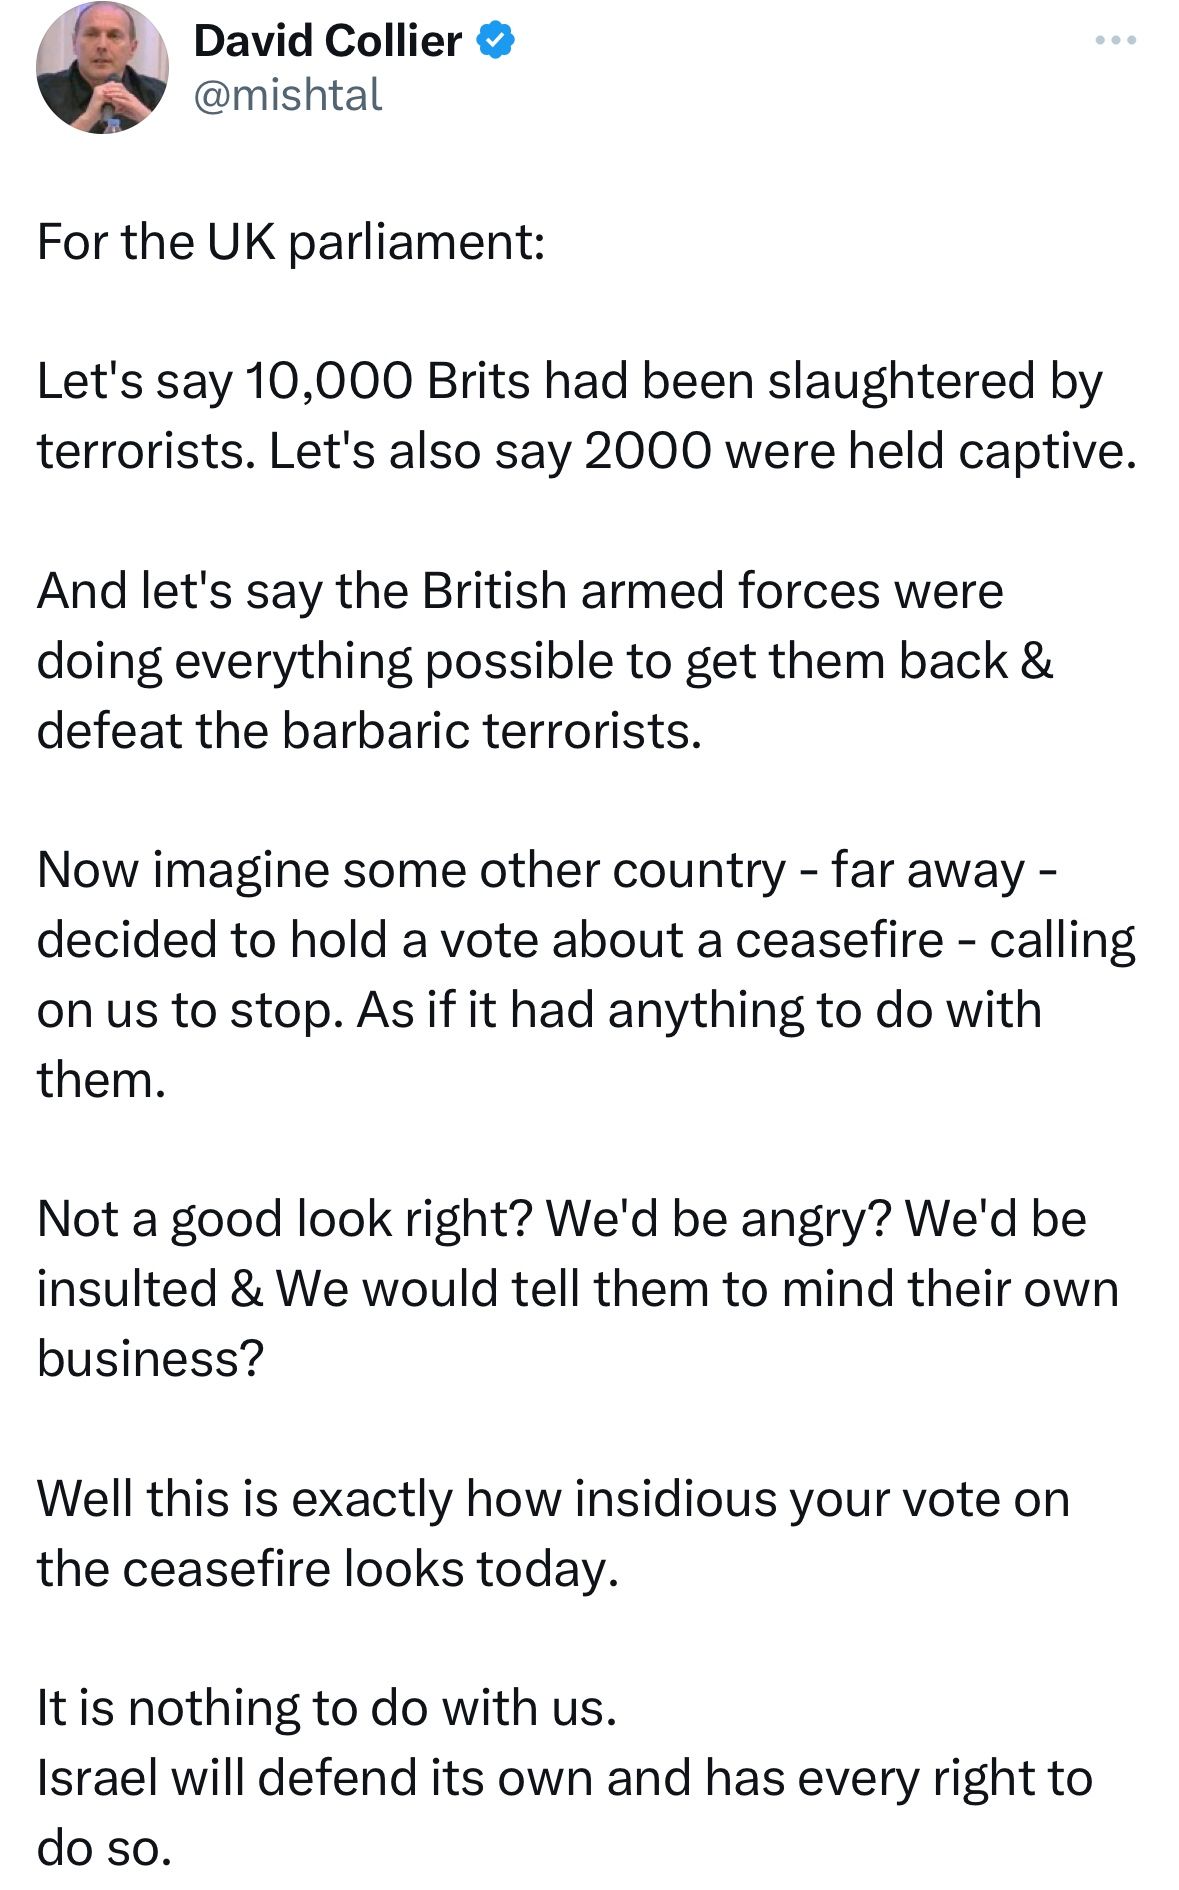 David Collier
@mishtal
For the UK parliament:
Let's say 10,000 Brits had been slaughtered by
terrorists. Let's also say 2000 were held captive.
And let's say the British armed forces were
doing everything possible to get them back &
defeat the barbaric terrorists.
Now imagine some other country - far away -
decided to hold a vote about a ceasefire - calling
on us to stop. As if it had anything to do with
them.
Not a good look right? We'd be angry? We'd be
insulted & We would tell them to mind their own
business?
Well this is exactly how insidious your vote on
the ceasefire looks today.
It is nothing to do with us.
Israel will defend its own and has every right to
do so.